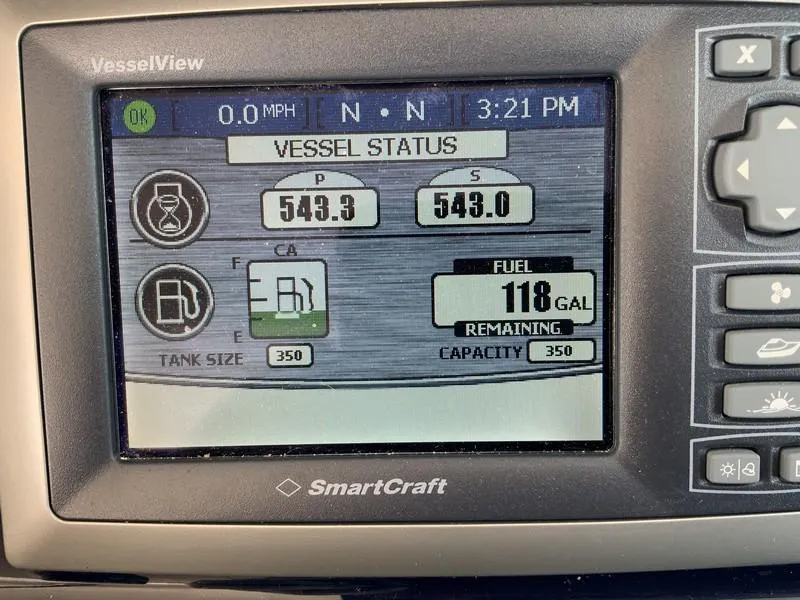 VesselView
OK 0.0 MPH N • N 3:21 PM
VESSEL STATUS
P S
543.3 543.0
CA
F
E
FUEL
118 GAL
REMAINING
TANK SIZE 350
CAPACITY 350
SmartCraft
X